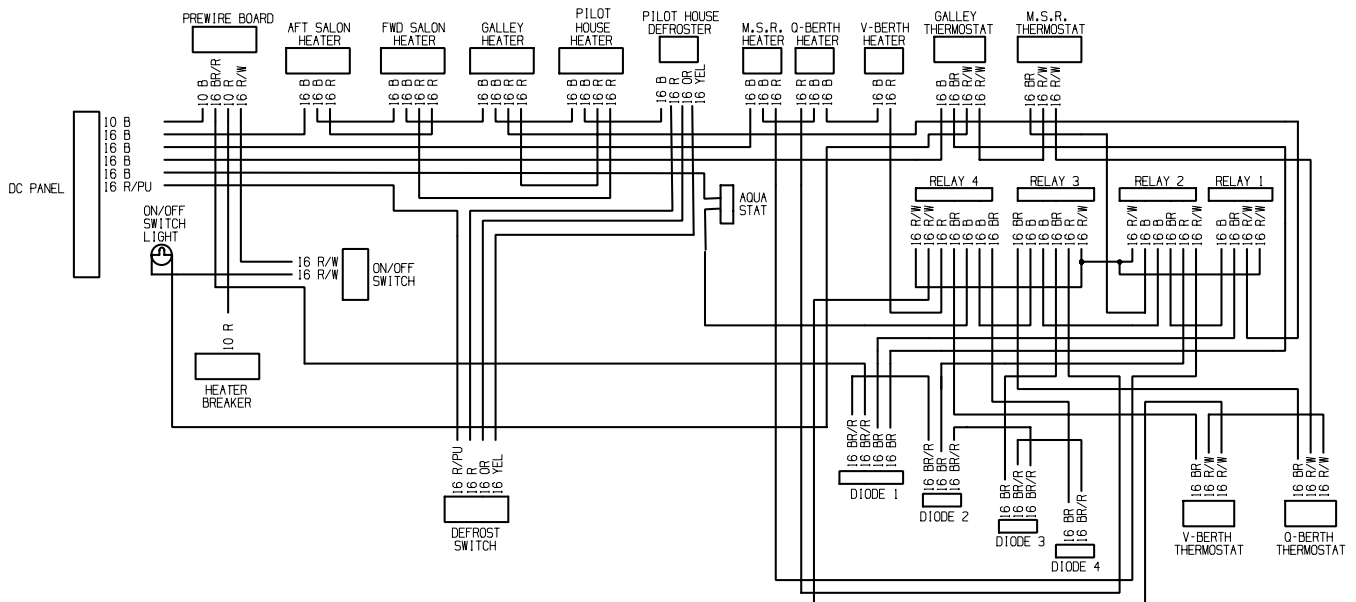 PREWIRE BOARD
AFT SALON
HEATER
FWD SALON
HEATER
GALLEY
HEATER
PILOT
HOUSE
HEATER
PILOT HOUSE
DEFROSTER
M.S.R.
HEATER
Q-BERTH
HEATER
V-BERTH
HEATER
GALLEY
THERMOSTAT
M.S.R.
THERMOSTAT
10 B
16 BR/R
10 R
16 R/W
16 B
16 B
16 R
16 B
16 R
16 B
16 R
16 B
16 B
16 R
16 R
16 B
16 B
16 R
16 R
16 B
16 R
16 OR
16 YEL
16 B
16 B
16 R
16 B
16 R
16 B
16 B
16 R
16 B
16 BR
16 R/W
16 R/W
16 BR
16 R/W
16 R/W
DC PANEL
10 B
16 B
16 B
16 B
16 B
16 R/PU
ON/OFF
SWITCH
LIGHT
16 R/W
16 R/W
ON/OFF
SWITCH
AQUA
STAT
RELAY 4
RELAY 3
RELAY 2
RELAY 1
16 R/W
16 R/W
16 R
16 BR
16 B
16 B
16 BR
16 BR
16 B
16 B
16 BR
16 R
16 R/W
16 R/W
16 B
16 B
16 B
16 R
16 R/W
16 B
16 BR
16 R/W
16 R/W
10 R
HEATER
BREAKER
16 R/PU
16 R
16 OR
16 YEL
DEFROST
SWITCH
16 BR/R
16 BR/R
16 BR
16 BR
DIODE 1
16 BR/R
16 BR
16 BR/R
DIODE 2
16 BR
16 BR/R
16 BR/R
DIODE 3
16 BR
16 BR/R
DIODE 4
16 BR
16 R/W
16 R/W
V-BERTH
THERMOSTAT
16 BR
16 R/W
16 R/W
Q-BERTH
THERMOSTAT